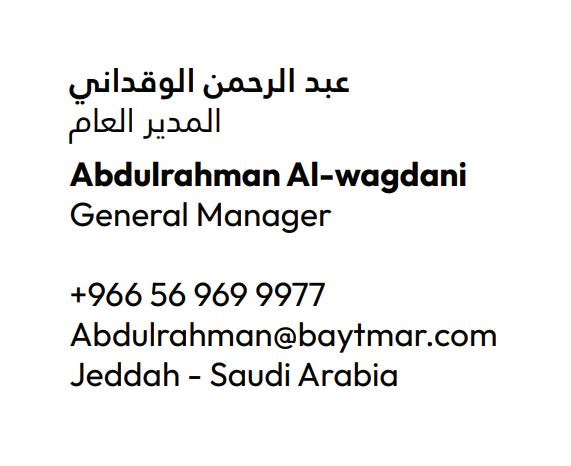 عبد الرحمن الوقداني
المدير العام
Abdulrahman Al-wagdani
General Manager
+966 56 969 9977
Abdulrahman@baytmar.com
Jeddah - Saudi Arabia